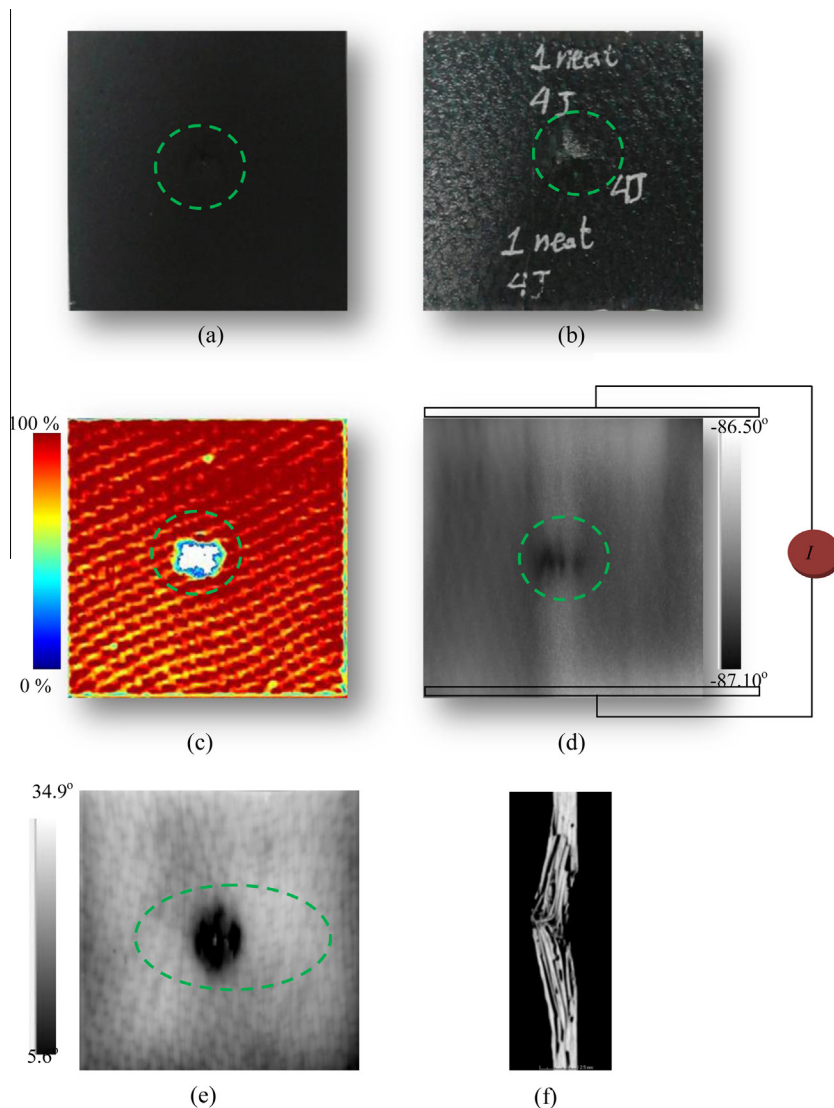 1 neat
4J
4J
1 neat
4J
(a)
(b)
100 %
0 %
(c)
-86.50°
I
-87.10°
(d)
34.9°
5.6°
(e)
(f)